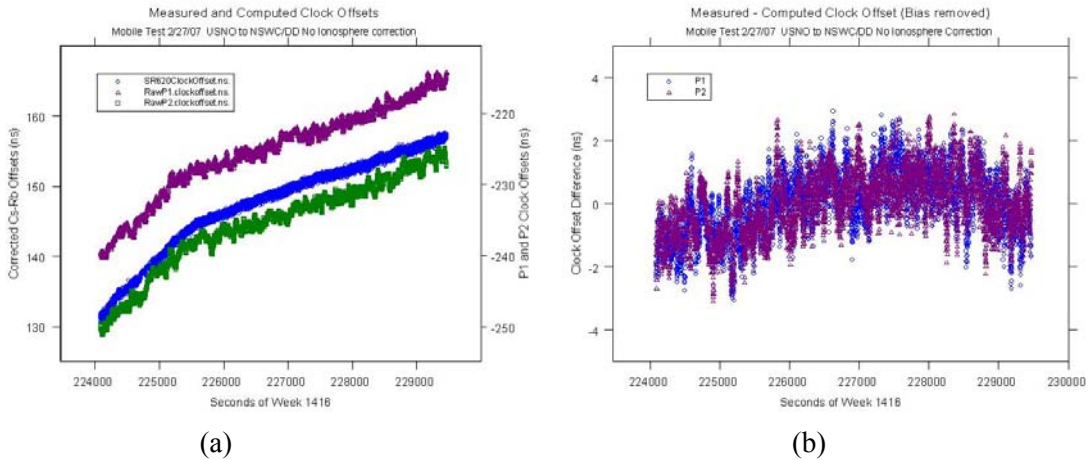 Measured and Computed Clock Offsets
Mobile Test 2/27/07 USNO to NSWC/DD No Ionosphere correction
SR620ClockOffset.ns.
RawP1.clockoffset.ns.
RawP2.clockoffset.ns.
160
150
140
130
Corrected Cs-Rb Offsets (ns)
-220
-230
-240
-250
P1 and P2 Clock Offsets (ns)
224000 225000 226000 227000 228000 229000
Seconds of Week 1416
(a)
Measured - Computed Clock Offset (Bias removed)
Mobile Test 2/27/07 USNO to NSWC/DD No Ionosphere Correction
P1
P2
4
2
0
-2
-4
Clock Offset Difference (ns)
224000 225000 226000 227000 228000 229000 230000
Seconds of Week 1416
(b)